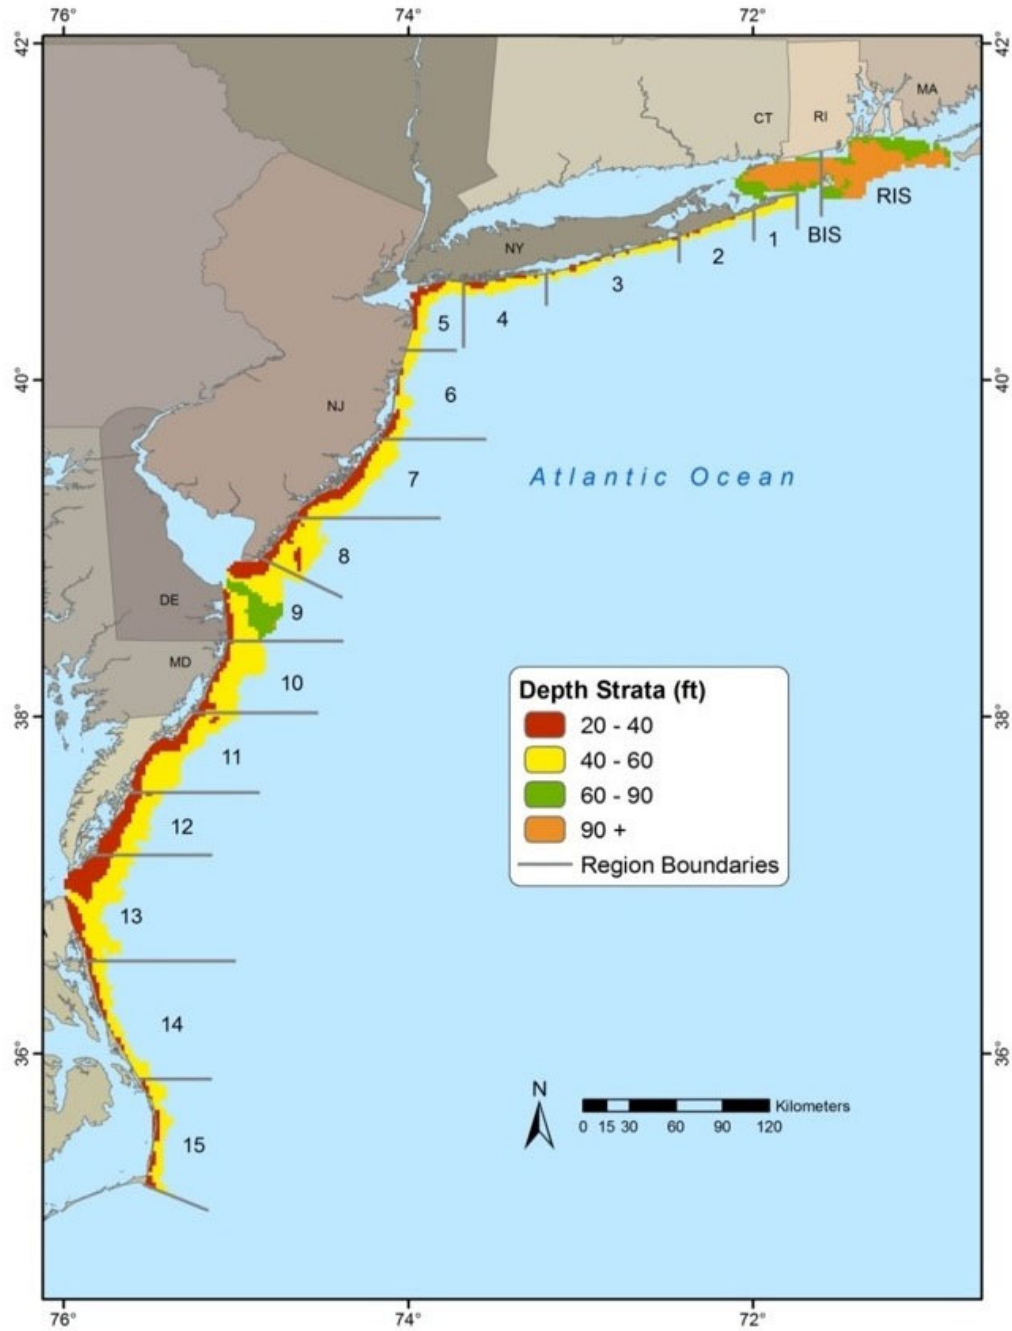 76° 74° 72°
42° 42°
MA
CT RI
RIS
BIS
NY
1
2
3
5 4
40° 40°
6
NJ
7
Atlantic Ocean
8
DE
9
MD
10
Depth Strata (ft)
38° 38°
20 - 40
11
40 - 60
60 - 90
12
90 +
Region Boundaries
13
14
36° 36°
N
Kilometers
0 15 30 60 90 120
15
76° 74° 72°